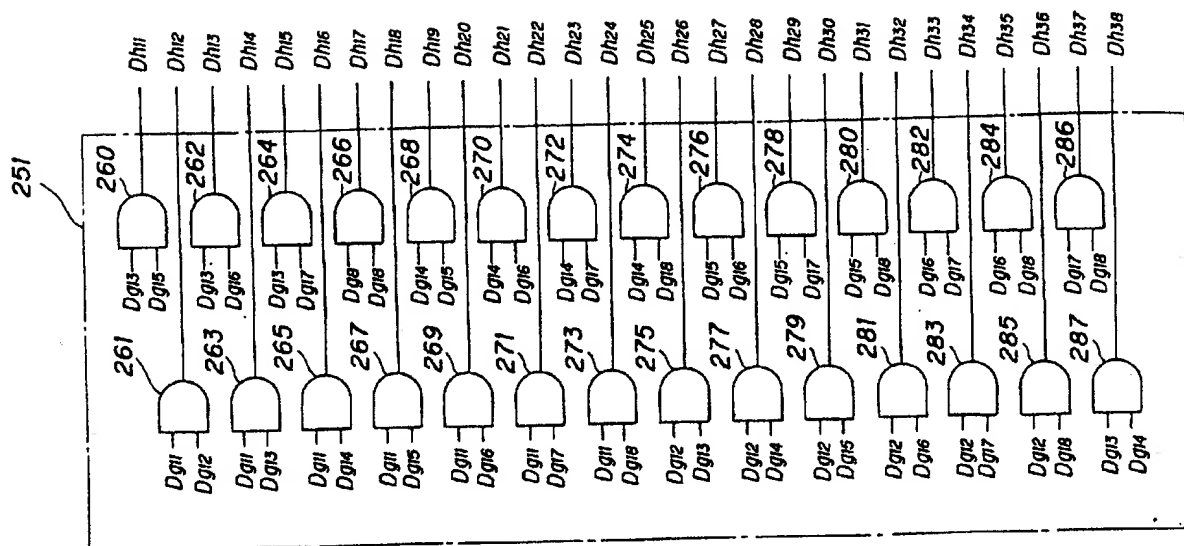 251
260
Dg13
Dg15
Dh11
261
Dg11
Dg12
Dh12
262
Dg13
Dg16
Dh13
263
Dg11
Dg13
Dh14
264
Dg13
Dg17
Dh15
265
Dg11
Dg14
Dh16
266
Dg8
Dg18
Dh17
267
Dg11
Dg15
Dh18
268
Dg14
Dg15
Dh19
269
Dg11
Dg16
Dh20
270
Dg14
Dg16
Dh21
271
Dg11
Dg17
Dh22
272
Dg14
Dg17
Dh23
273
Dg11
Dg18
Dh24
274
Dg14
Dg18
Dh25
275
Dg12
Dg13
Dh26
276
Dg15
Dg16
Dh27
277
Dg12
Dg14
Dh28
278
Dg15
Dg17
Dh29
279
Dg12
Dg15
Dh30
280
Dg15
Dg18
Dh31
281
Dg12
Dg16
Dh32
282
Dg16
Dg17
Dh33
283
Dg12
Dg17
Dh34
284
Dg16
Dg18
Dh35
285
Dg12
Dg18
Dh36
286
Dg17
Dg18
Dh37
287
Dg13
Dg14
Dh38